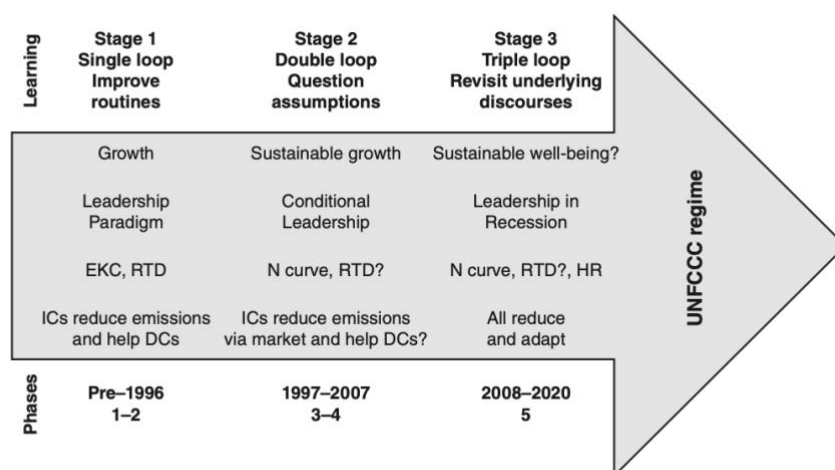 Learning
Stage 1
Single loop
Improve
routines
Stage 2
Double loop
Question
assumptions
Stage 3
Triple loop
Revisit underlying
discourses
Growth
Sustainable growth
Sustainable well-being?
Leadership
Paradigm
Conditional
Leadership
Leadership in
Recession
EKC, RTD
N curve, RTD?
N curve, RTD?, HR
ICs reduce emissions
and help DCs
ICs reduce emissions
via market and help DCs?
All reduce
and adapt
UNFCCC regime
Phases
Pre–1996
1–2
1997–2007
3–4
2008–2020
5